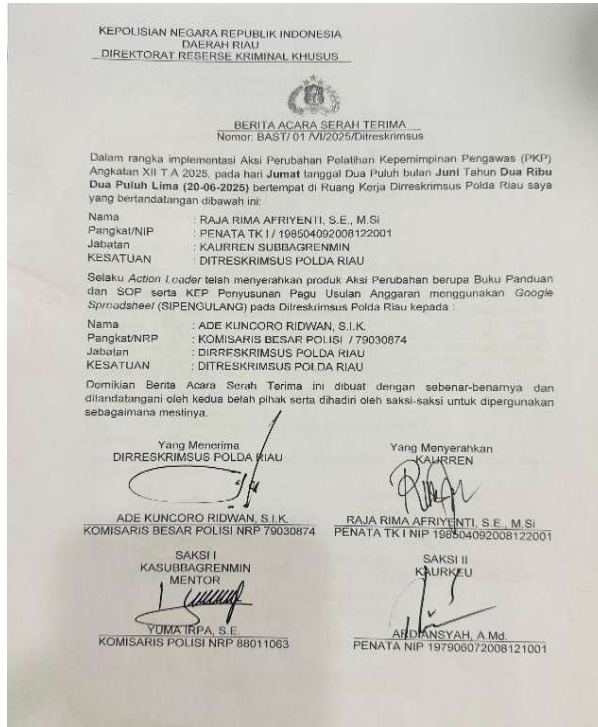 KEPOLISIAN NEGARA REPUBLIK INDONESIA
DAERAH RIAU
DIREKTORAT RESERSE KRIMINAL KHUSUS
BERITA ACARA SERAH TERIMA
Nomor: BAST/ 01 /VI/2025/Ditreskrimsus
Dalam rangka implementasi Aksi Perubahan Pelatihan Kepemimpinan Pengawas (PKP)
Angkatan XII T.A 2025, pada hari Jumat tanggal Dua Puluh bulan Juni Tahun Dua Ribu
Dua Puluh Lima (20-06-2025) bertempat di Ruang Kerja Dirreskrimsus Polda Riau saya
yang bertandatangan dibawah ini:
Nama : RAJA RIMA AFRIYENTI, S.E., M.Si
Pangkat/NIP : PENATA TK I / 198504092008122001
Jabatan : KAURREN SUBBAGRENMIN
KESATUAN : DITRESKRIMSUS POLDA RIAU
Selaku Action Leader telah menyerahkan produk Aksi Perubahan berupa Buku Panduan
dan SOP serta KEP Penyusunan Pagu Usulan Anggaran menggunakan Google
Spreadsheet (SIPENGULANG) pada Ditreskrimsus Polda Riau kepada :
Nama : ADE KUNCORO RIDWAN, S.I.K.
Pangkat/NRP : KOMISARIS BESAR POLISI / 79030874
Jabatan : DIRRESKRIMSUS POLDA RIAU
KESATUAN : DITRESKRIMSUS POLDA RIAU
Demikian Berita Acara Serah Terima ini dibuat dengan sebenar-benarnya dan
ditandatangani oleh kedua belah pihak serta dihadiri oleh saksi-saksi untuk dipergunakan
sebagaimana mestinya.
Yang Menerima
DIRRESKRIMSUS POLDA RIAU
ADE KUNCORO RIDWAN, S.I.K.
KOMISARIS BESAR POLISI NRP 79030874
Yang Menyerahkan
KAURREN
RAJA RIMA AFRIYENTI, S.E., M.Si
PENATA TK I NIP 198504092008122001
SAKSI I
KASUBBAGRENMIN
MENTOR
YUMA IRPA, S.E.
KOMISARIS POLISI NRP 88011063
SAKSI II
KAURKEU
ARDIANSYAH, A.Md.
PENATA NIP 197906072008121001